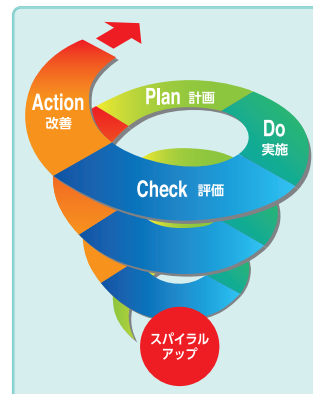 Action
改善
Plan 計画
Do
実施
Check 評価
スパイラル
アップ